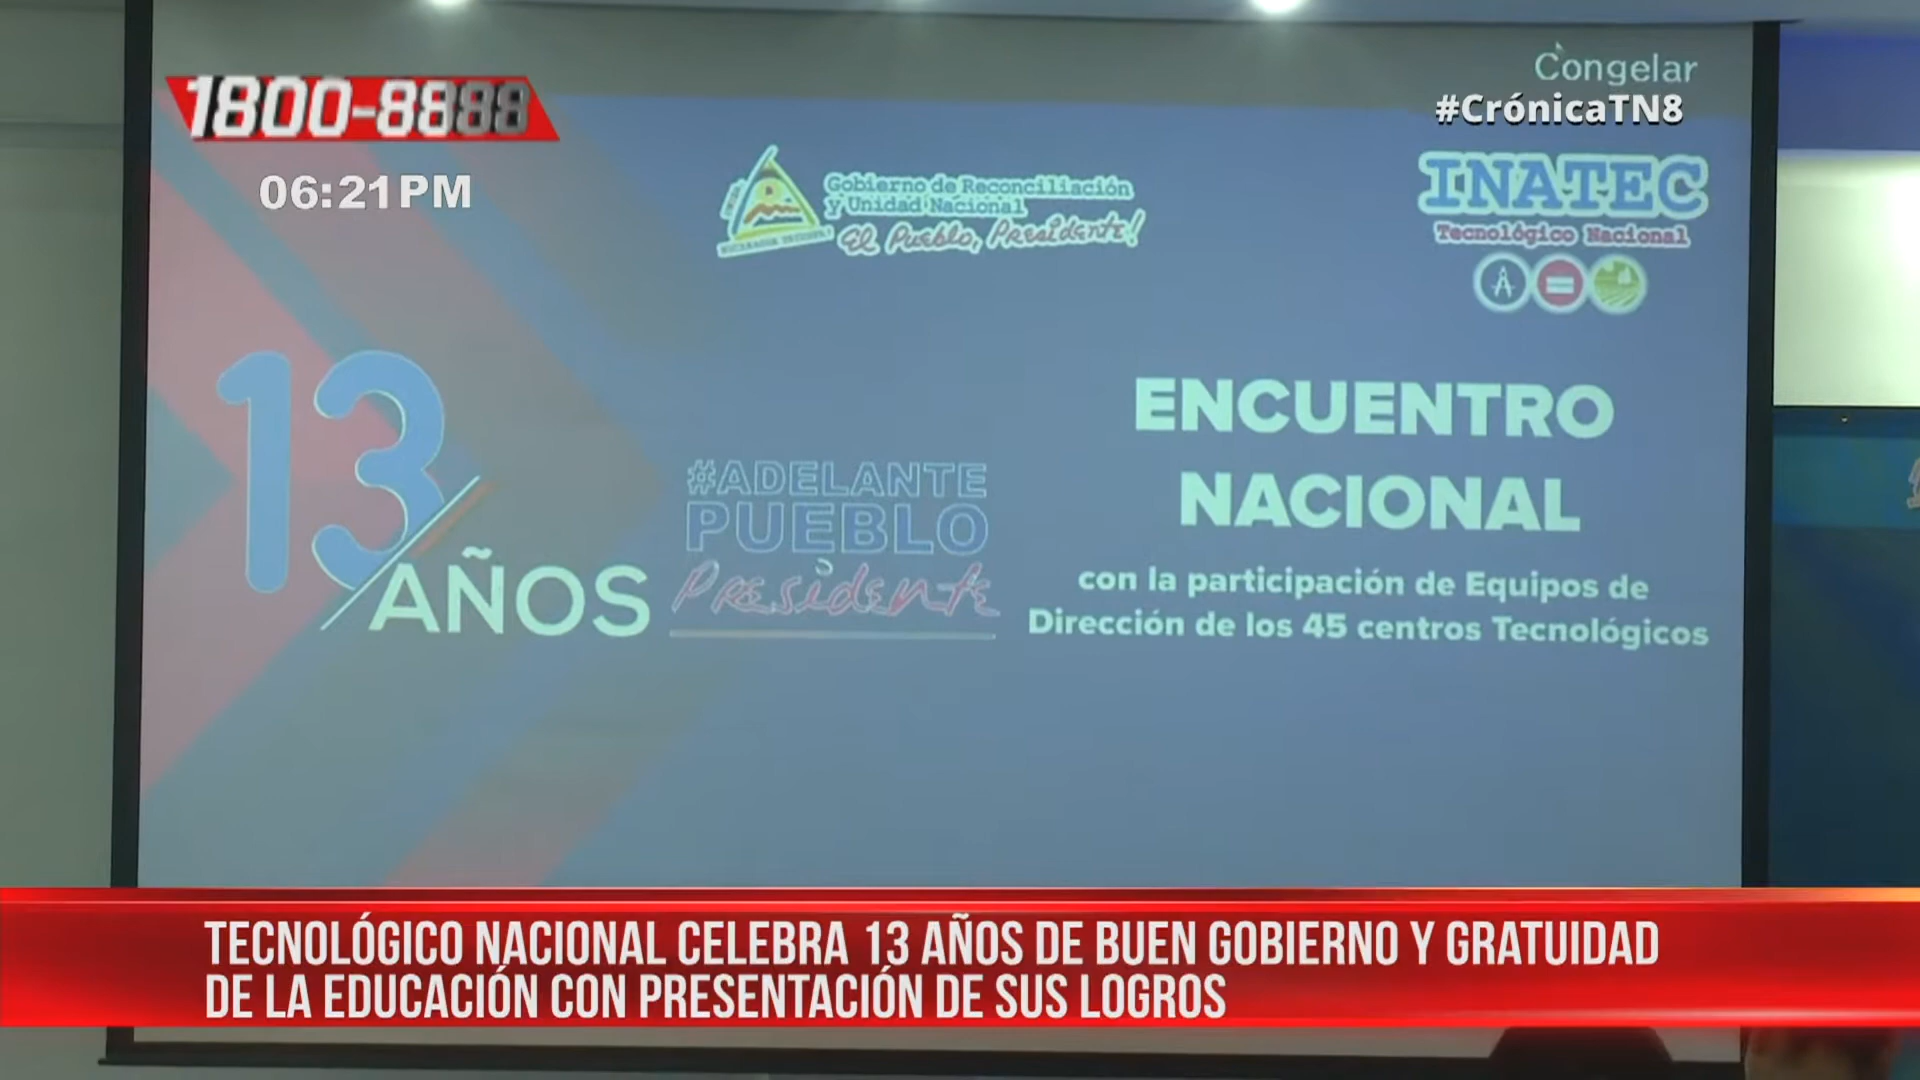 Congelar
1800-8888
#CrónicaTN8
06:21PM
Gobierno de Reconciliación
y Unidad Nacional
El Pueblo, Presidente!
INATEC
Tecnológico Nacional
13
AÑOS
#ADELANTE
PUEBLO
Presidente
ENCUENTRO
NACIONAL
con la participación de Equipos de
Dirección de los 45 centros Tecnológicos
TECNOLÓGICO NACIONAL CELEBRA 13 AÑOS DE BUEN GOBIERNO Y GRATUIDAD
DE LA EDUCACIÓN CON PRESENTACIÓN DE SUS LOGROS